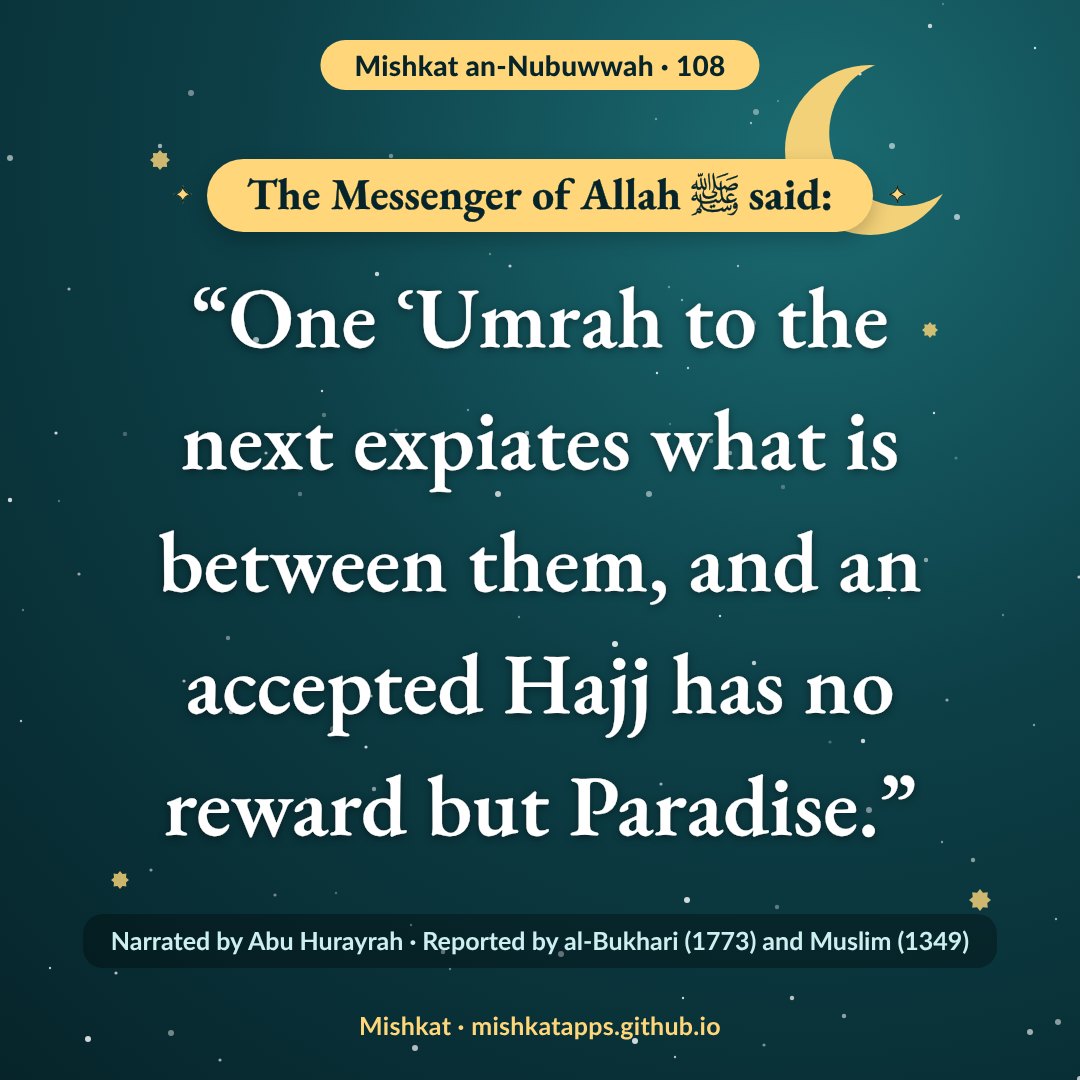 Mishkat an-Nubuwwah · 108
The Messenger of Allah ﷺ said:
“One ʿUmrah to the
next expiates what is
between them, and an
accepted Hajj has no
reward but Paradise.”
Narrated by Abu Hurayrah · Reported by al-Bukhari (1773) and Muslim (1349)
Mishkat · mishkatapps.github.io